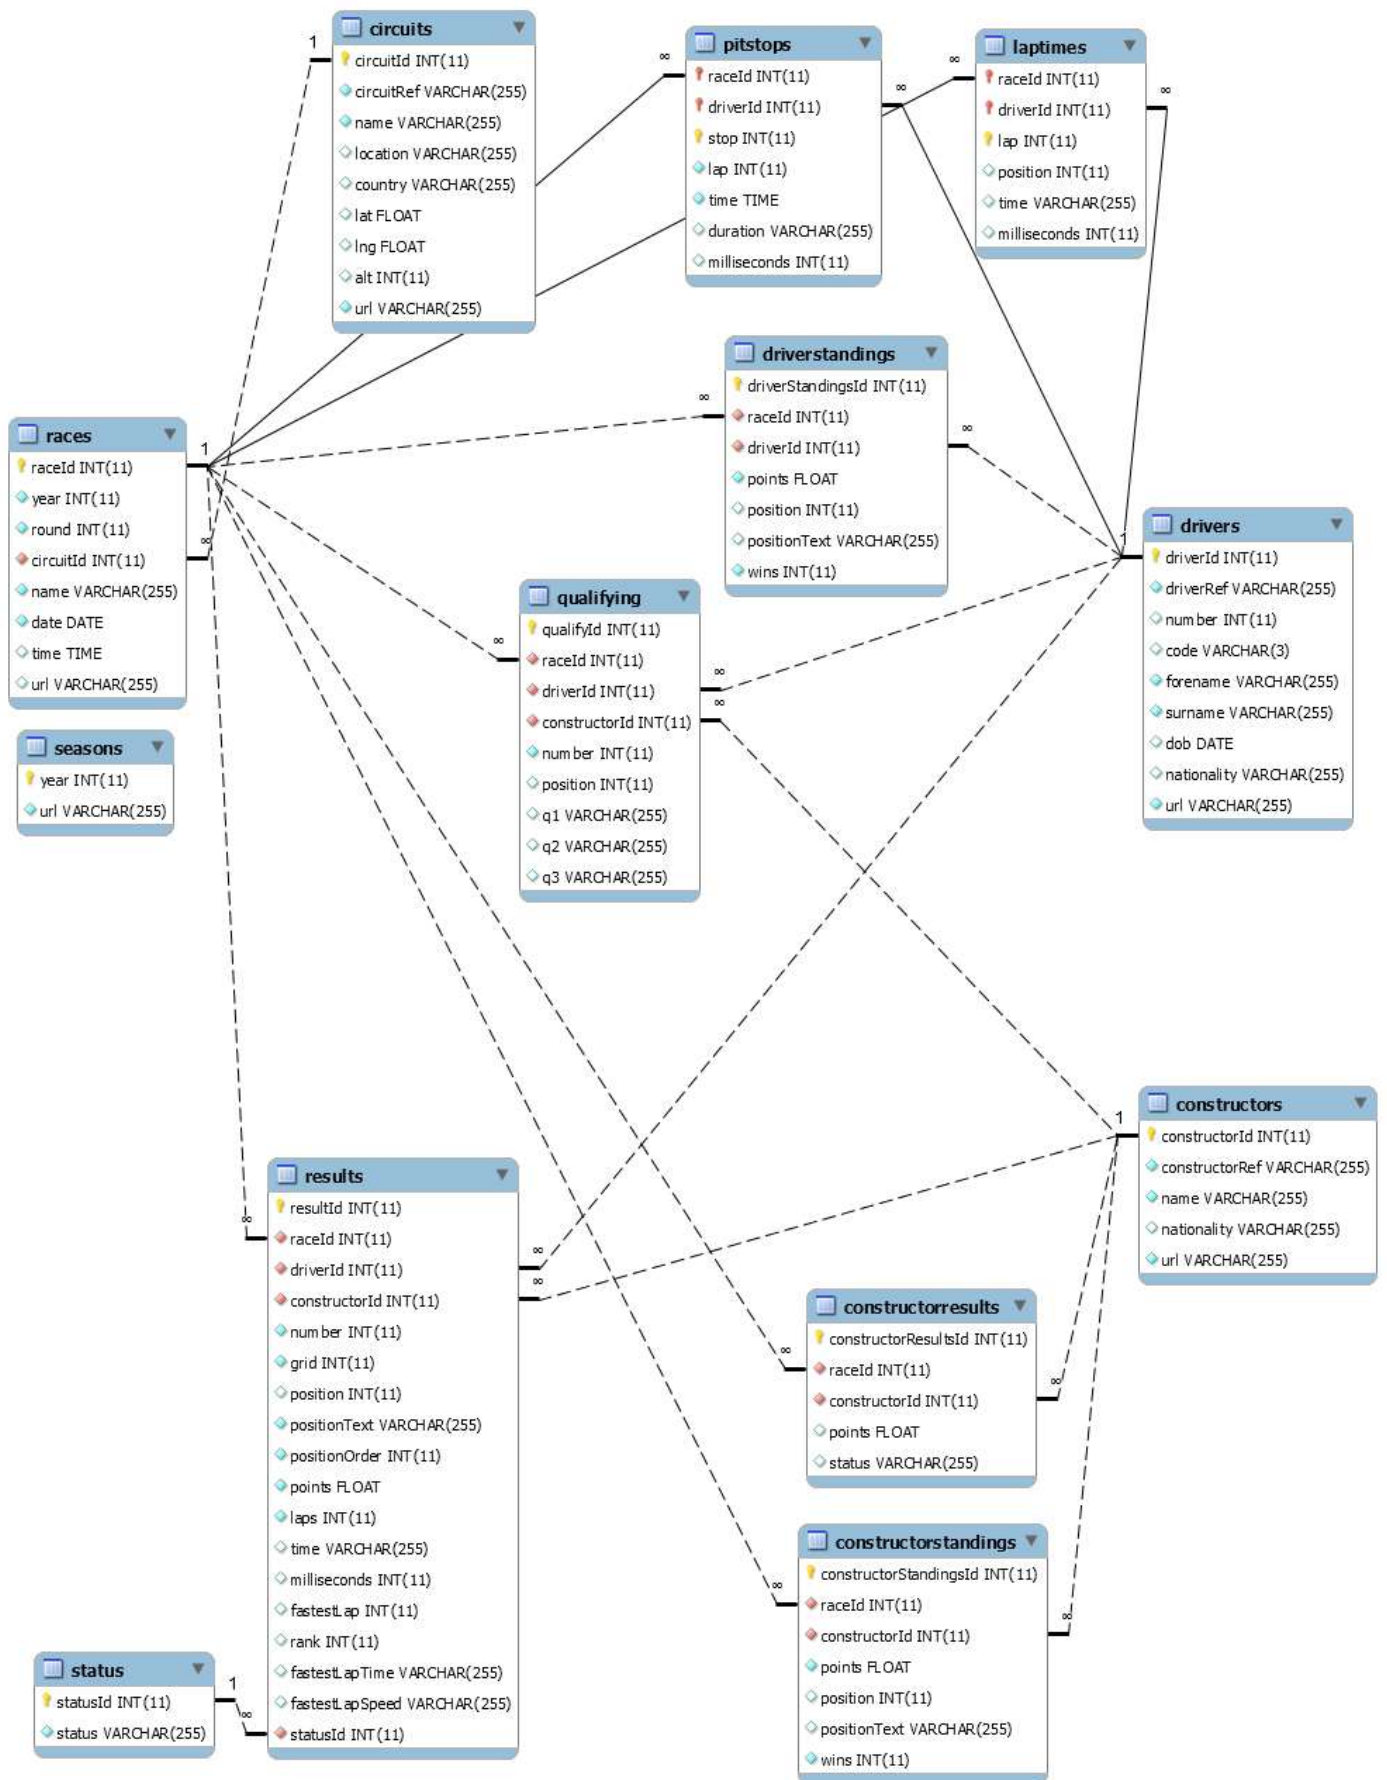 circuits
circuitId INT(11)
circuitRef VARCHAR(255)
name VARCHAR(255)
location VARCHAR(255)
country VARCHAR(255)
lat FLOAT
lng FLOAT
alt INT(11)
url VARCHAR(255)
1
pitstops
raceId INT(11)
driverId INT(11)
stop INT(11)
lap INT(11)
time TIME
duration VARCHAR(255)
milliseconds INT(11)
∞
∞
laptimes
raceId INT(11)
driverId INT(11)
lap INT(11)
position INT(11)
time VARCHAR(255)
milliseconds INT(11)
∞
∞
driverstandings
driverStandingsId INT(11)
raceId INT(11)
driverId INT(11)
points FLOAT
position INT(11)
positionText VARCHAR(255)
wins INT(11)
∞
∞
races
raceId INT(11)
year INT(11)
round INT(11)
circuitId INT(11)
name VARCHAR(255)
date DATE
time TIME
url VARCHAR(255)
1
∞
drivers
driverId INT(11)
driverRef VARCHAR(255)
number INT(11)
code VARCHAR(3)
forename VARCHAR(255)
surname VARCHAR(255)
dob DATE
nationality VARCHAR(255)
url VARCHAR(255)
1
qualifying
qualifyId INT(11)
raceId INT(11)
driverId INT(11)
constructorId INT(11)
number INT(11)
position INT(11)
q1 VARCHAR(255)
q2 VARCHAR(255)
q3 VARCHAR(255)
∞
∞
∞
seasons
year INT(11)
url VARCHAR(255)
constructors
constructorId INT(11)
constructorRef VARCHAR(255)
name VARCHAR(255)
nationality VARCHAR(255)
url VARCHAR(255)
1
results
resultId INT(11)
raceId INT(11)
driverId INT(11)
constructorId INT(11)
number INT(11)
grid INT(11)
position INT(11)
positionText VARCHAR(255)
positionOrder INT(11)
points FLOAT
laps INT(11)
time VARCHAR(255)
milliseconds INT(11)
fastestLap INT(11)
rank INT(11)
fastestLapTime VARCHAR(255)
fastestLapSpeed VARCHAR(255)
statusId INT(11)
∞
∞
∞
∞
constructorresults
constructorResultsId INT(11)
raceId INT(11)
constructorId INT(11)
points FLOAT
status VARCHAR(255)
∞
∞
constructorstandings
constructorStandingsId INT(11)
raceId INT(11)
constructorId INT(11)
points FLOAT
position INT(11)
positionText VARCHAR(255)
wins INT(11)
∞
∞
status
statusId INT(11)
status VARCHAR(255)
1